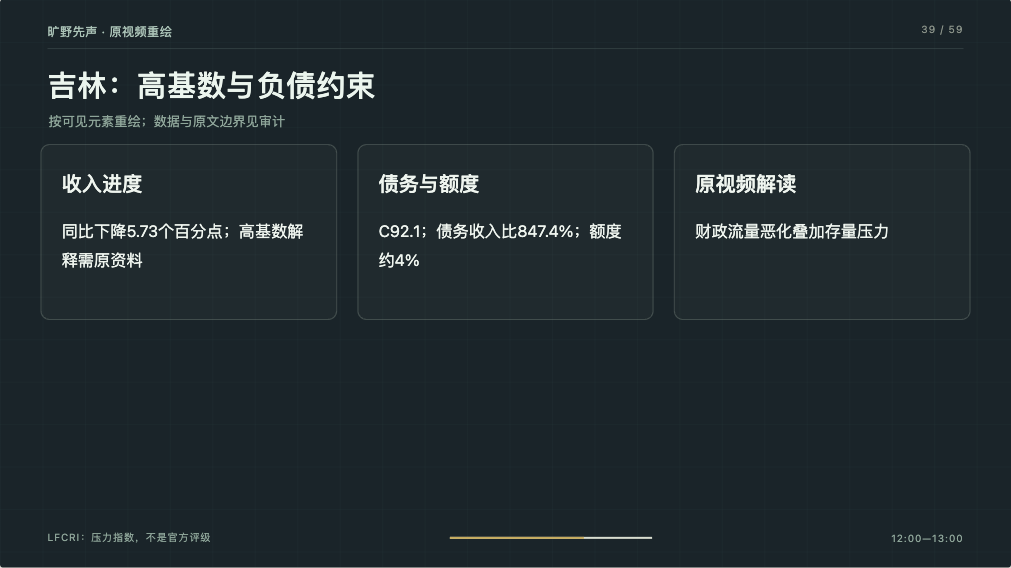 旷野先声 · 原视频重绘
39 / 59
吉林：高基数与负债约束
按可见元素重绘；数据与原文边界见审计
收入进度
同比下降5.73个百分点；高基数解
释需原资料
债务与额度
C92.1；债务收入比847.4%；额度
约4%
原视频解读
财政流量恶化叠加存量压力
LFCRI：压力指数，不是官方评级
12:00—13:00